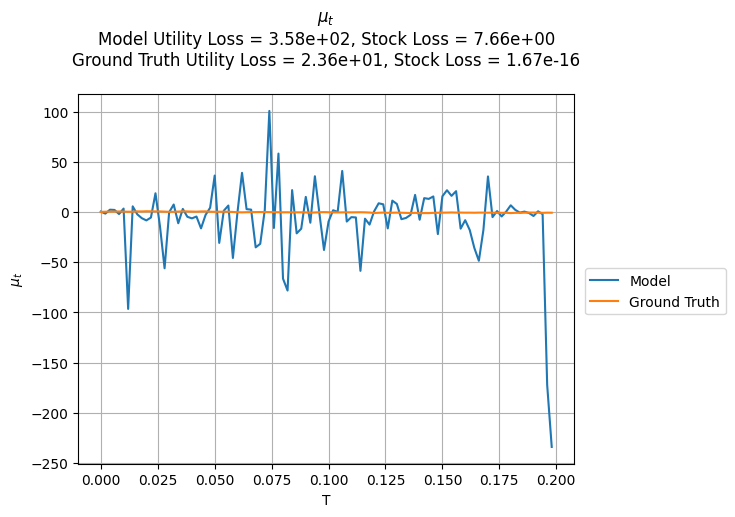 μₜ
Model Utility Loss = 3.58e+02, Stock Loss = 7.66e+00
Ground Truth Utility Loss = 2.36e+01, Stock Loss = 1.67e-16
100
50
0
−50
−100
−150
−200
−250
μₜ
0.000 0.025 0.050 0.075 0.100 0.125 0.150 0.175 0.200
T
Model
Ground Truth